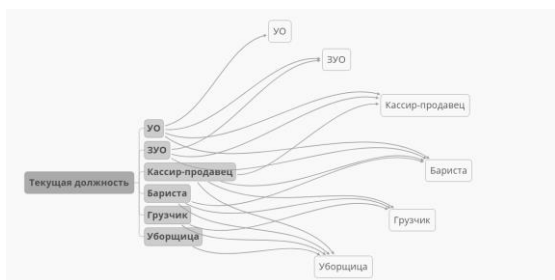 УО
ЗУО
Кассир-продавец
УО
ЗУО
Кассир-продавец
Бариста
Текущая должность
Бариста
Грузчик
Грузчик
Уборщица
Уборщица